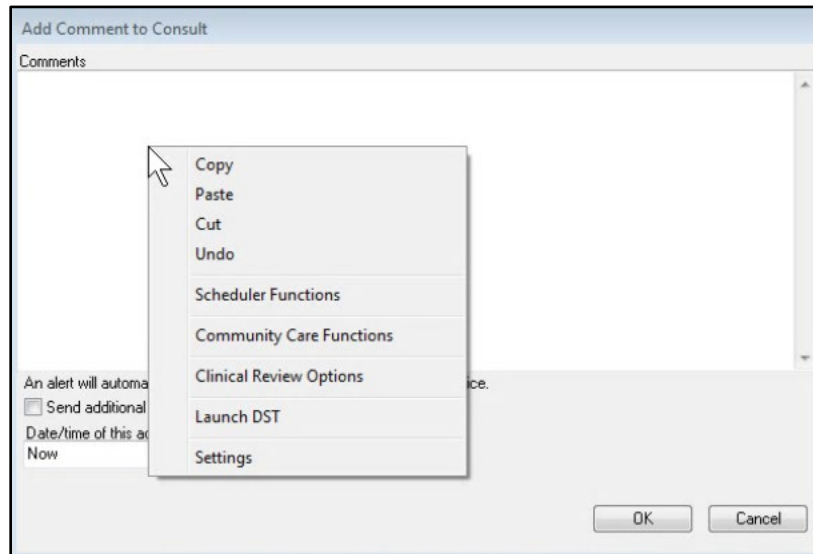 Add Comment to Consult
Comments
Copy
Paste
Cut
Undo
Scheduler Functions
Community Care Functions
Clinical Review Options
An alert will automa ice.
Send additional
Launch DST
Date/time of this ac
Now
Settings
OK Cancel